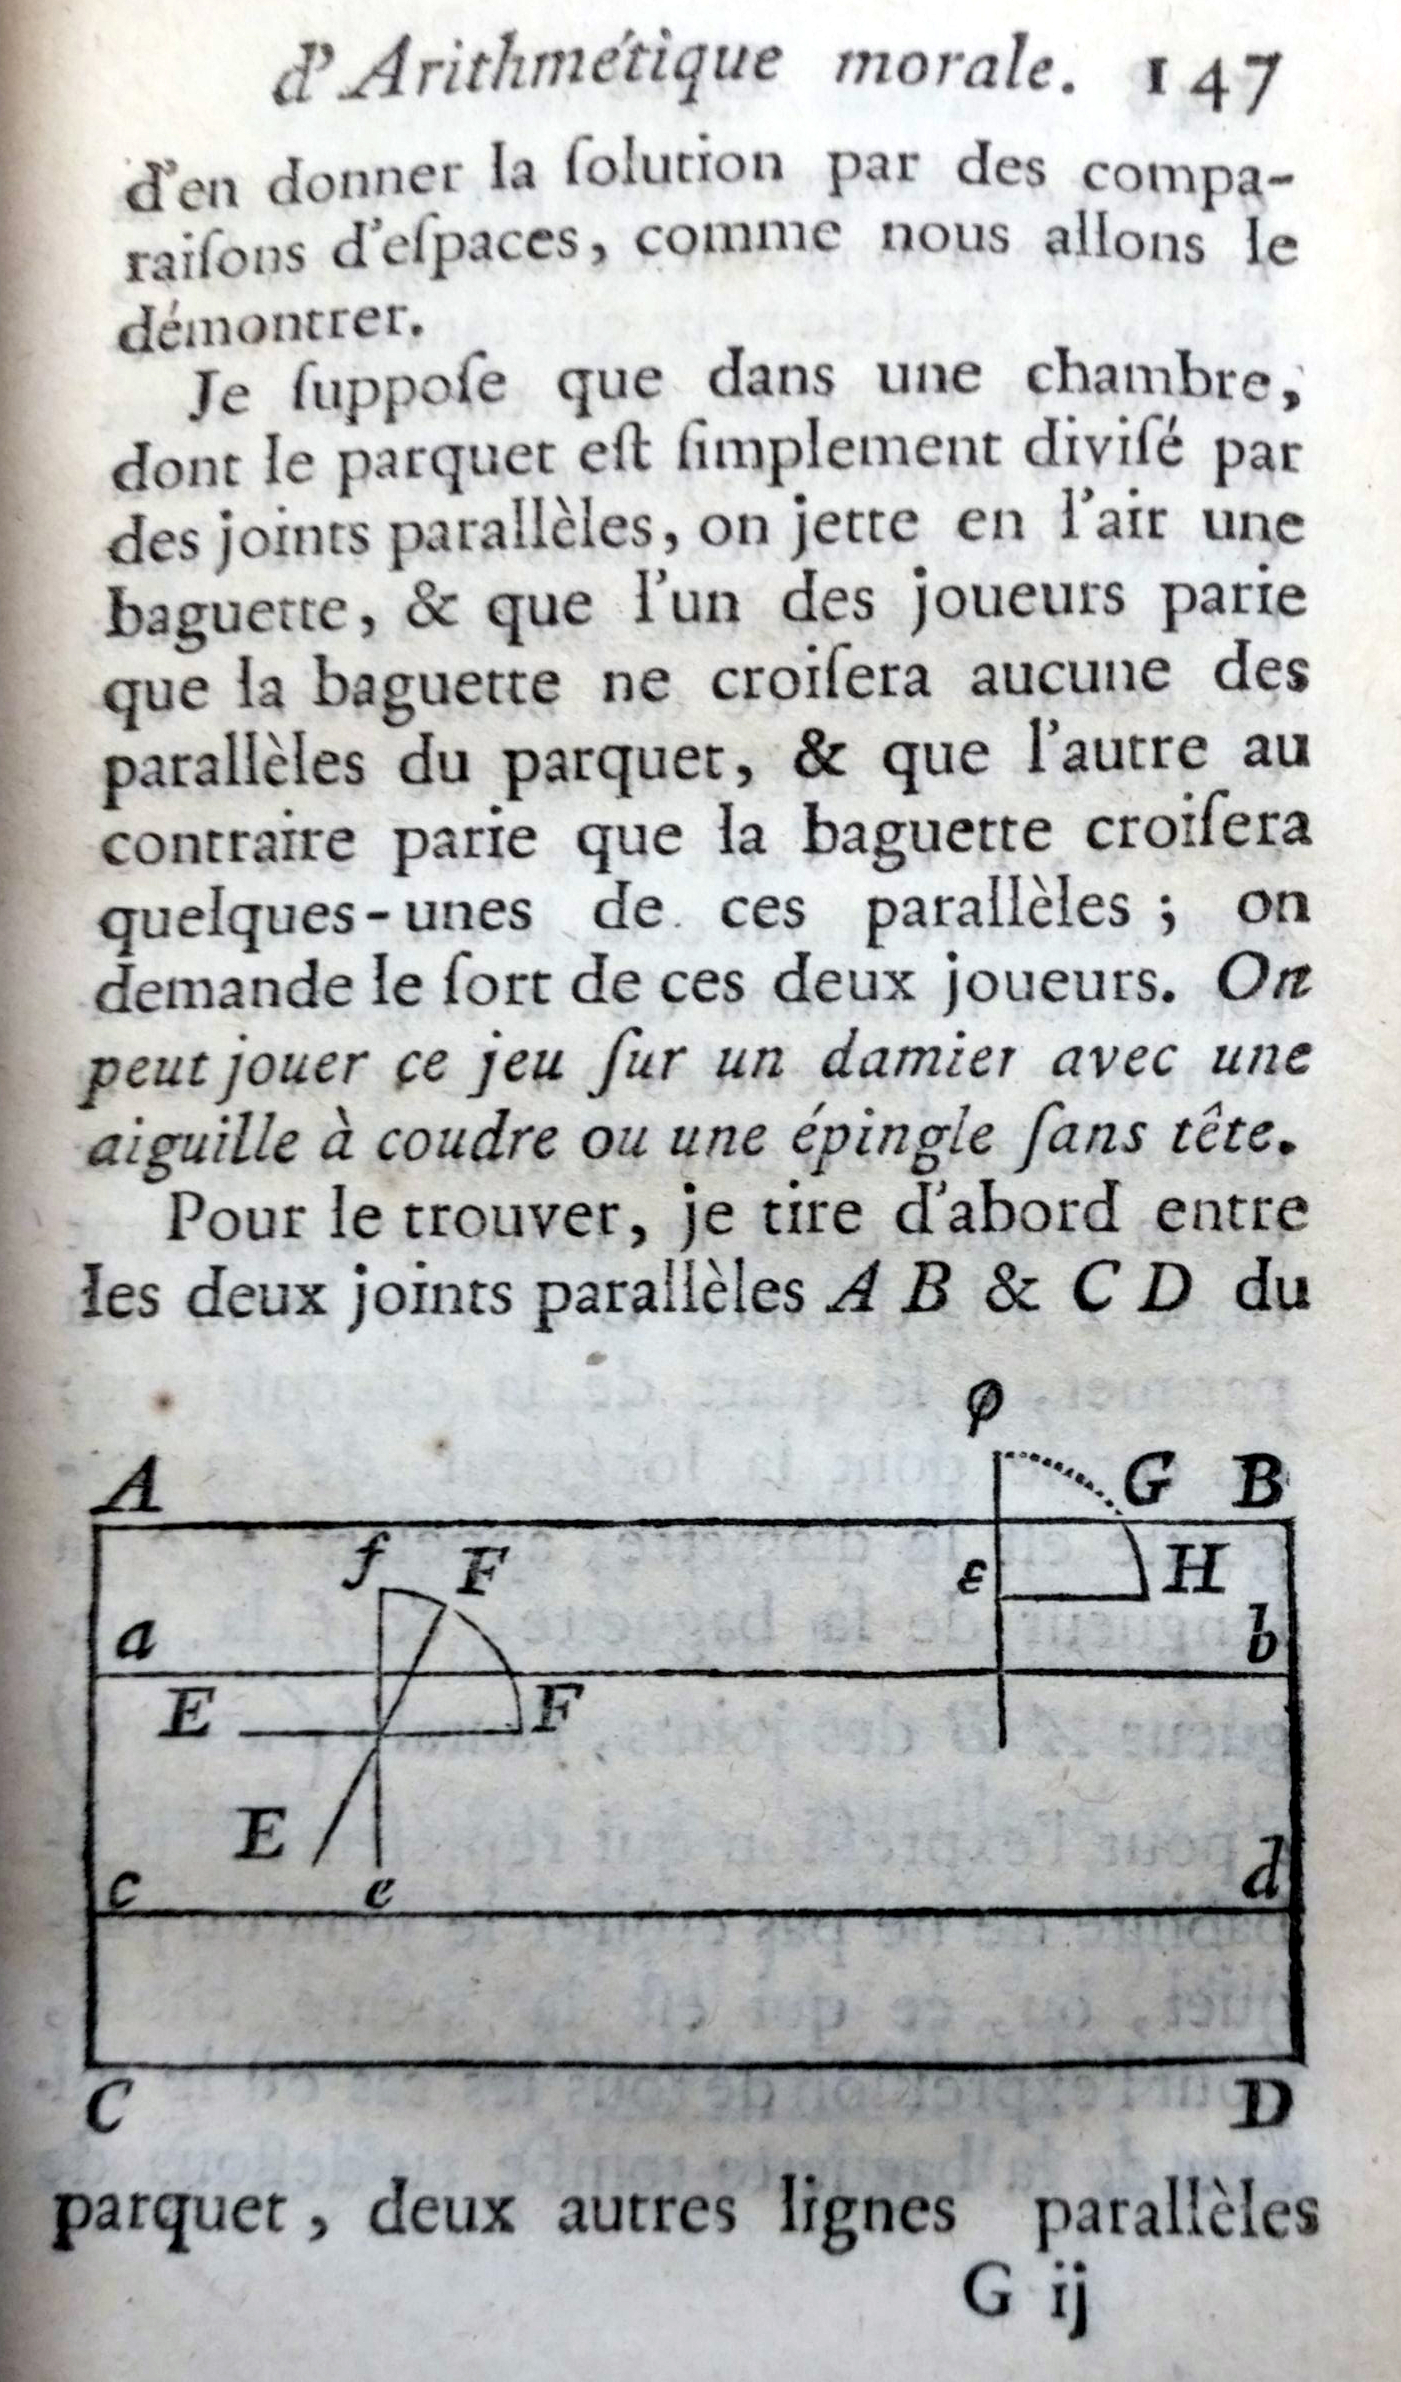 d'Arithmétique morale. 147
d'en donner la ſolution par des compa-
raiſons d'eſpaces, comme nous allons le
démontrer.
Je ſuppoſe que dans une chambre,
dont le parquet eſt ſimplement diviſé par
des joints parallèles, on jette en l'air une
baguette, & que l'un des joueurs parie
que la baguette ne croiſera aucune des
parallèles du parquet, & que l'autre au
contraire parie que la baguette croiſera
quelques-unes de ces parallèles ; on
demande le ſort de ces deux joueurs. On
peut jouer ce jeu ſur un damier avec une
aiguille à coudre ou une épingle ſans tête.
Pour le trouver, je tire d'abord entre
les deux joints parallèles A B & C D du
φ
A G B
f F ε H
a b
E F
E
c e d
C D
parquet, deux autres lignes parallèles
G ij